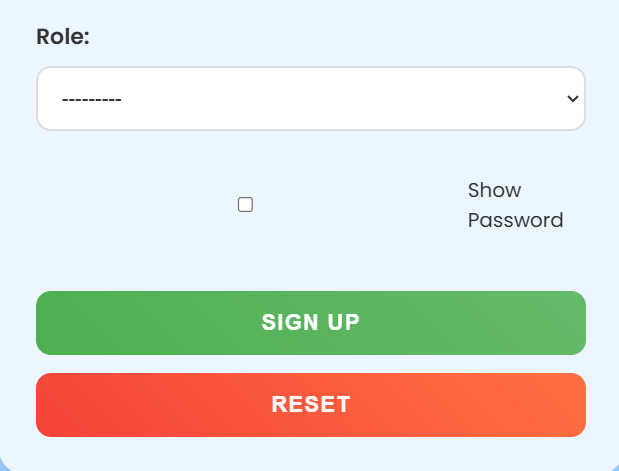 Role:
---------
Show
Password
SIGN UP
RESET